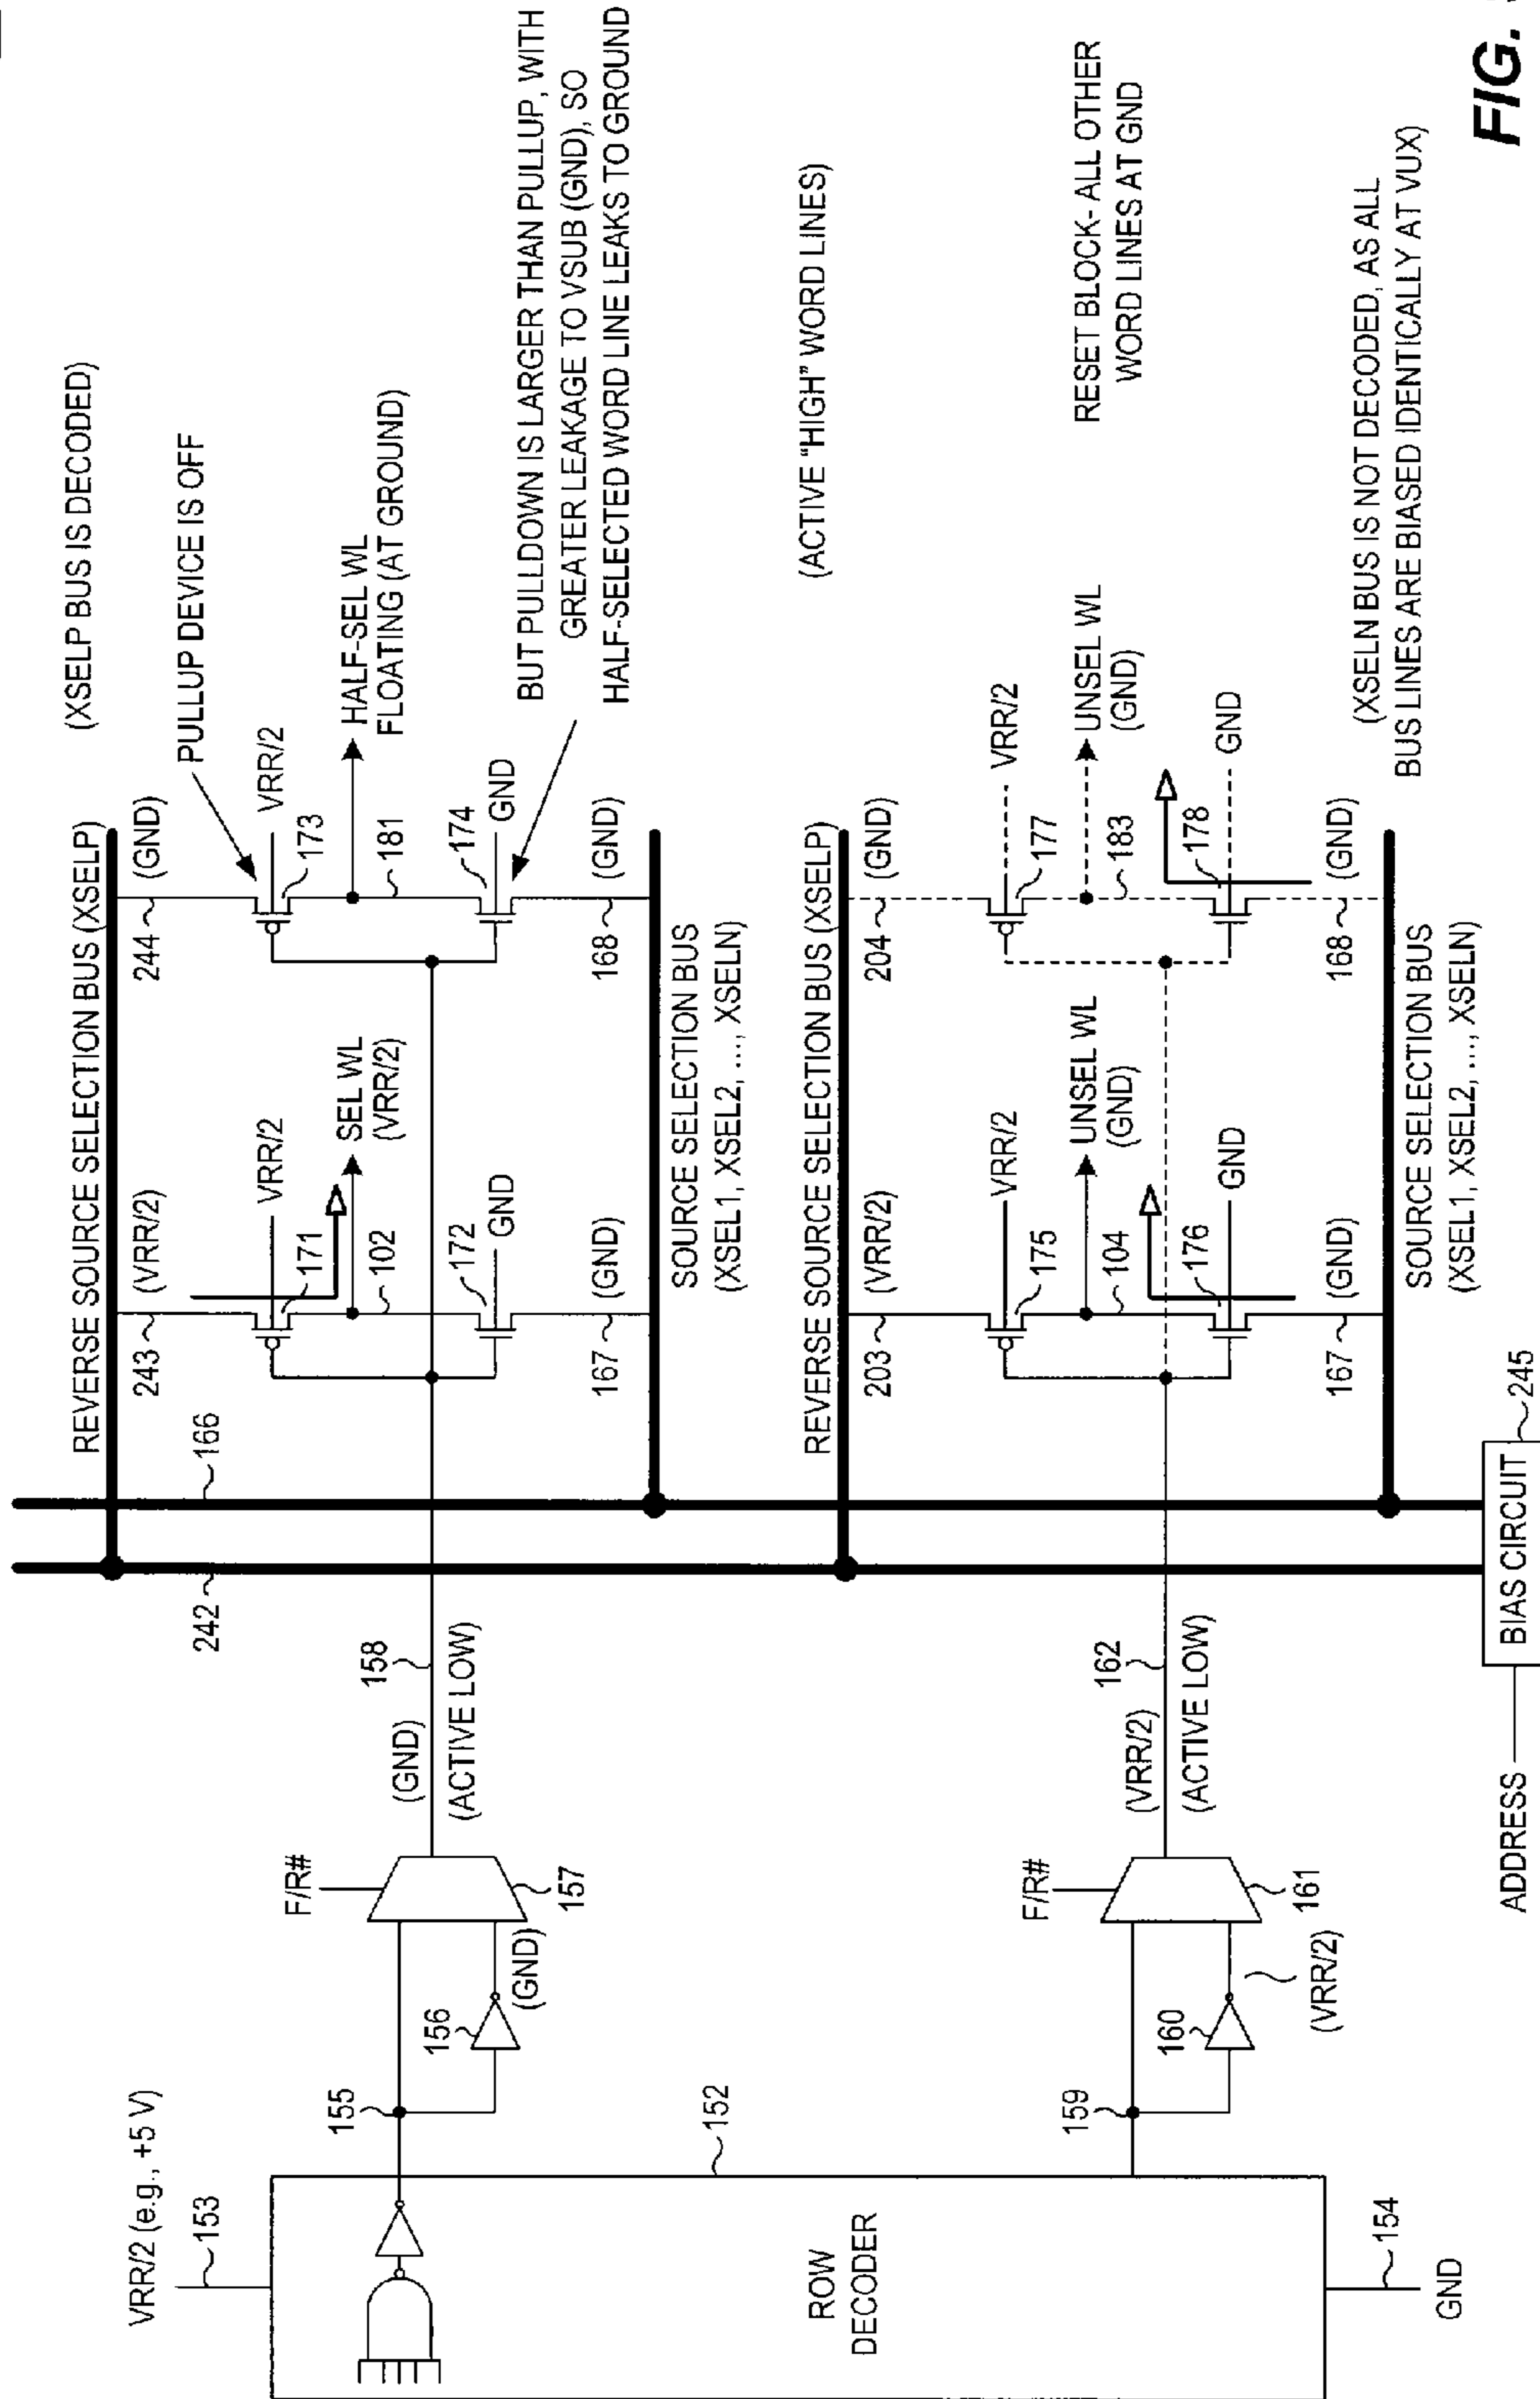 (XSELP BUS IS DECODED)
PULLUP DEVICE IS OFF
HALF-SEL WL
FLOATING (AT GROUND)
BUT PULLDOWN IS LARGER THAN PULLUP, WITH
GREATER LEAKAGE TO VSUB (GND), SO
HALF-SELECTED WORD LINE LEAKS TO GROUND
REVERSE SOURCE SELECTION BUS (XSELP)
243
(VRR/2)
244
(GND)
VRR/2
171
VRR/2
173
SEL WL
(VRR/2)
102
181
172
GND
174
GND
167
(GND)
168
(GND)
SOURCE SELECTION BUS
(XSEL1, XSEL2, ..., XSELN)
242
166
VRR/2 (e.g., +5 V)
153
155
156
(GND)
F/R#
157
(GND)
158
(ACTIVE LOW)
ROW
DECODER
152
154
GND
159
160
(VRR/2)
F/R#
161
(VRR/2)
162
(ACTIVE LOW)
(ACTIVE "HIGH" WORD LINES)
REVERSE SOURCE SELECTION BUS (XSELP)
203
(VRR/2)
204
(GND)
VRR/2
175
VRR/2
177
UNSEL WL
(GND)
UNSEL WL
(GND)
104
183
176
GND
178
GND
167
(GND)
168
(GND)
SOURCE SELECTION BUS
(XSEL1, XSEL2, ..., XSELN)
RESET BLOCK- ALL OTHER
WORD LINES AT GND
(XSELN BUS IS NOT DECODED, AS ALL
BUS LINES ARE BIASED IDENTICALLY AT VUX)
ADDRESS
BIAS CIRCUIT
245
FIG.